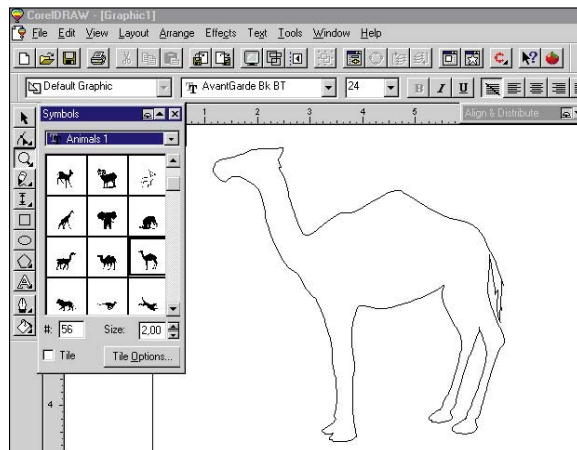 CorelDRAW - [Graphic1]
File Edit View Layout Arrange Effects Text Tools Window Help
Default Graphic AvantGarde Bk BT 24 B I U
Symbols 1 2 3 4 5 Align & Distribute
Animals 1
#: 56 Size: 2,00
Tile Tile Options...
4